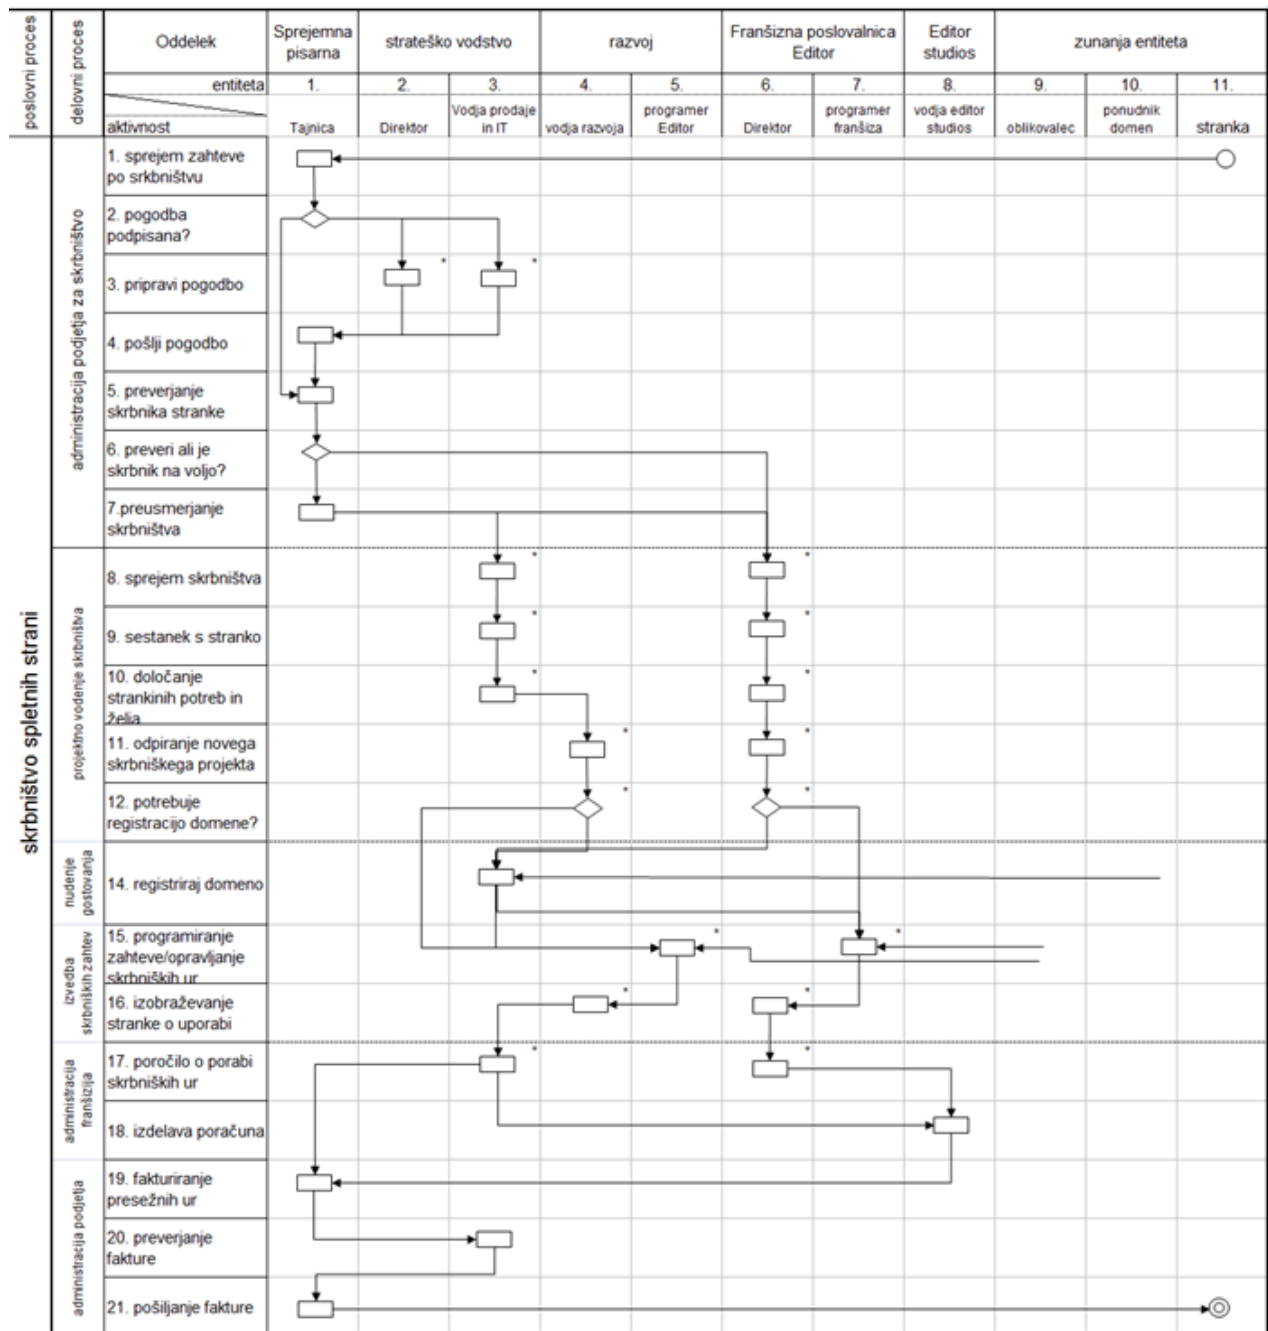 poslovni proces
delovni proces
Oddelek
Sprejemna
pisarna
strateško vodstvo
razvoj
Franšizna poslovalnica
Editor
Editor
studios
zunanja entiteta
entiteta
1.
2.
3.
4.
5.
6.
7.
8.
9.
10.
11.
aktivnost
Tajnica
Direktor
Vodja prodaje
in IT
vodja razvoja
programer
Editor
Direktor
programer
franšiza
vodja editor
studios
oblikovalec
ponudnik
domen
stranka
skrbništvo spletnih strani
administracija podjetja za skrbništvo
1. sprejem zahteve
po srkbništvu
2. pogodba
podpisana?
3. pripravi pogodbo
*
*
4. pošlji pogodbo
5. preverjanje
skrbnika stranke
6. preveri ali je
skrbnik na voljo?
7.preusmerjanje
skrbništva
projektno vodenje skrbništva
8. sprejem skrbništva
*
*
9. sestanek s stranko
*
*
10. določanje
strankinih potreb in
želja
*
*
11. odpiranje novega
skrbniškega projekta
*
*
12. potrebuje
registracijo domene?
*
*
nudenje
gostovanja
14. registriraj domeno
izvedba
skrbniških zahtev
15. programiranje
zahteve/opravljanje
skrbniških ur
*
*
16. izobraževanje
stranke o uporabi
*
*
administracija
franšizija
17. poročilo o porabi
skrbniških ur
*
*
18. izdelava poračuna
administracija podjetja
19. fakturiranje
presežnih ur
20. preverjanje
fakture
21. pošiljanje fakture